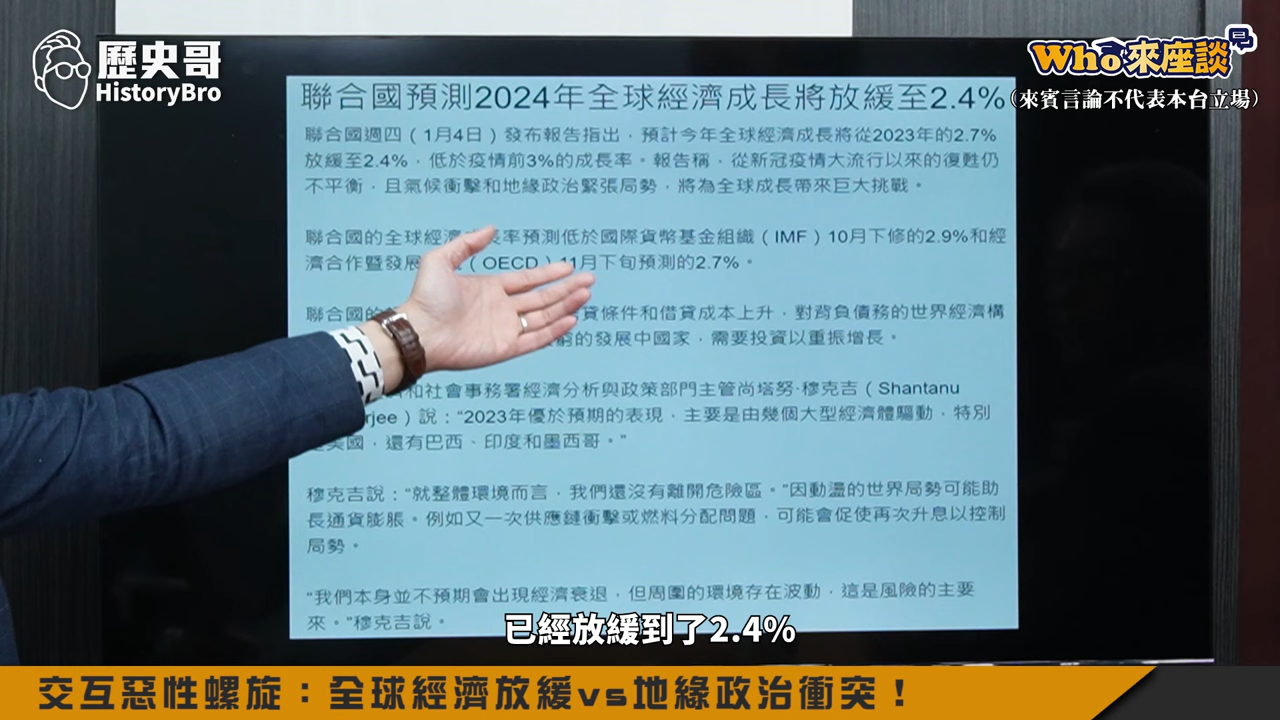 歷史哥
HistoryBro
Who來座談
（來賓言論不代表本台立場）
聯合國預測2024年全球經濟成長將放緩至2.4%
聯合國週四（1月4日）發布報告指出，預計今年全球經濟成長將從2023年的2.7%
放緩至2.4%，低於疫情前3%的成長率。報告稱，從新冠疫情大流行以來的復甦仍
不平衡，且氣候衝擊和地緣政治緊張局勢，將為全球成長帶來巨大挑戰。
聯合國的全球經濟 長率預測低於國際貨幣基金組織（IMF）10月下修的2.9%和經
濟合作暨發展 （OECD）11月下旬預測的2.7%。
聯合國的 貸條件和借貸成本上升，對背負債務的世界經濟構
的發展中國家，需要投資以重振增長。
和社會事務署經濟分析與政策部門主管尚塔努·穆克吉（Shantanu
rjee）說：“2023年優於預期的表現，主要是由幾個大型經濟體驅動，特別
美國，還有巴西、印度和墨西哥。”
穆克吉說：“就整體環境而言，我們還沒有離開危險區。”因動盪的世界局勢可能助
長通貨膨脹。例如又一次供應鏈衝擊或燃料分配問題，可能會促使再次升息以控制
局勢。
“我們本身並不預期會出現經濟衰退，但周圍的環境存在波動，這是風險的主要
來。”穆克吉說。
已經放緩到了2.4%
交互惡性螺旋：全球經濟放緩vs地緣政治衝突！